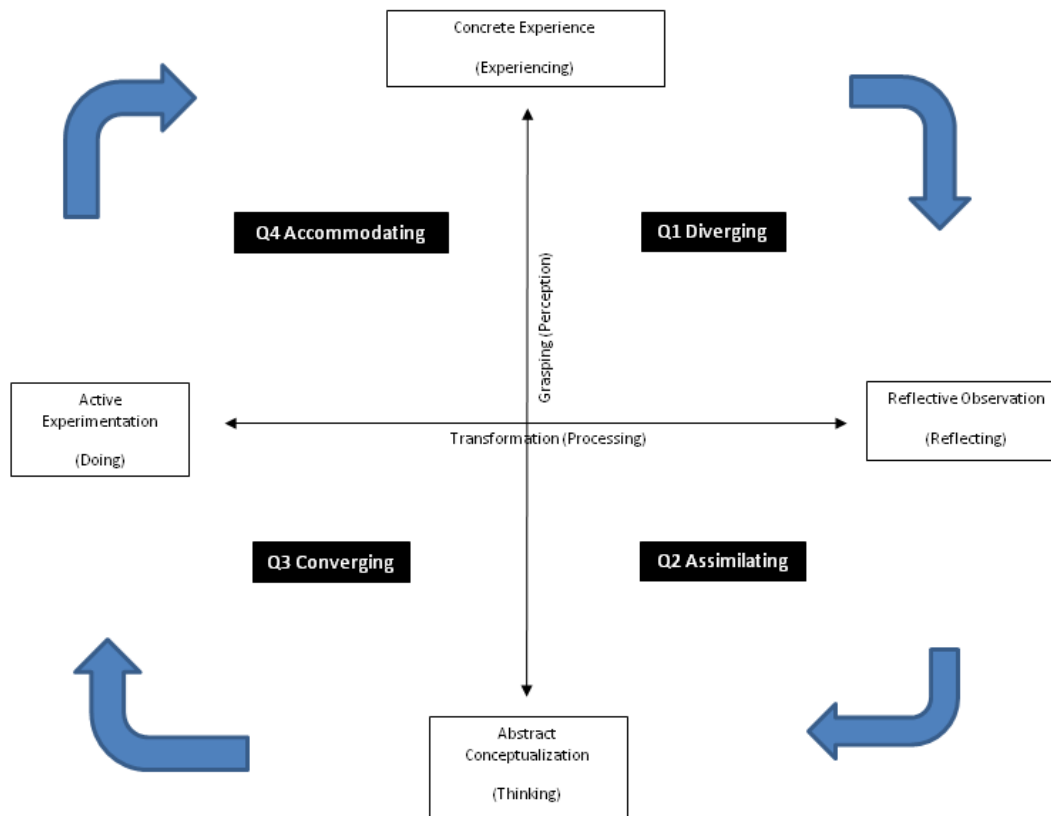 Concrete Experience
(Experiencing)
Q4 Accommodating
Q1 Diverging
Grasping (Perception)
Active
Experimentation
(Doing)
Transformation (Processing)
Reflective Observation
(Reflecting)
Q3 Converging
Q2 Assimilating
Abstract
Conceptualization
(Thinking)